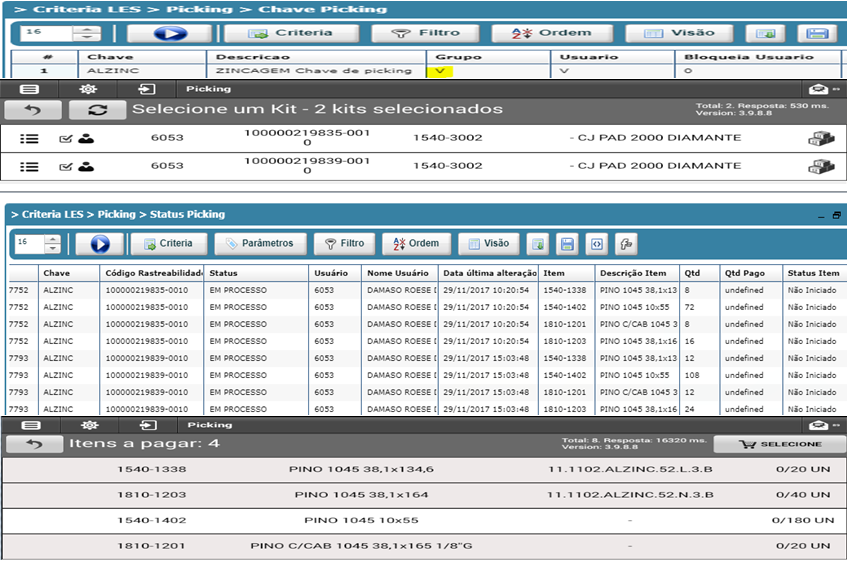 > Criteria LES > Picking > Chave Picking
16 Criteria Filtro Ordem Visão
# Chave Descricao Grupo Usuario Bloqueia Usuario
1 ALZINC ZINCAGEM Chave de picking V V O
Picking
Selecione um Kit - 2 kits selecionados Total: 2. Resposta: 530 ms.
Version: 3.9.8.8
6053 100000219835-001 1540-3002 - CJ PAD 2000 DIAMANTE
0
6053 100000219839-001 1540-3002 - CJ PAD 2000 DIAMANTE
0
> Criteria LES > Picking > Status Picking
16 Criteria Parâmetros Filtro Ordem Visão
Chave Código Rastreabilidad Status Usuário Nome Usuário Data última alteração Item Descrição Item Qtd Qtd Pago Status Item
7752 ALZINC 100000219835-0010 EM PROCESSO 6053 DAMASO ROESE 29/11/2017 10:20:54 1540-1338 PINO 1045 38,1x13 8 undefined Não Iniciado
7752 ALZINC 100000219835-0010 EM PROCESSO 6053 DAMASO ROESE 29/11/2017 10:20:54 1540-1402 PINO 1045 10x55 72 undefined Não Iniciado
7752 ALZINC 100000219835-0010 EM PROCESSO 6053 DAMASO ROESE 29/11/2017 10:20:54 1810-1201 PINO C/CAB 1045 3 8 undefined Não Iniciado
7752 ALZINC 100000219835-0010 EM PROCESSO 6053 DAMASO ROESE 29/11/2017 10:20:54 1810-1203 PINO 1045 38,1x16 16 undefined Não Iniciado
7793 ALZINC 100000219839-0010 EM PROCESSO 6053 DAMASO ROESE 29/11/2017 15:03:48 1540-1338 PINO 1045 38,1x13 12 undefined Não Iniciado
7793 ALZINC 100000219839-0010 EM PROCESSO 6053 DAMASO ROESE 29/11/2017 15:03:48 1540-1402 PINO 1045 10x55 108 undefined Não Iniciado
7793 ALZINC 100000219839-0010 EM PROCESSO 6053 DAMASO ROESE 29/11/2017 15:03:48 1810-1201 PINO C/CAB 1045 3 12 undefined Não Iniciado
7793 ALZINC 100000219839-0010 EM PROCESSO 6053 DAMASO ROESE 29/11/2017 15:03:48 1810-1203 PINO 1045 38,1x16 24 undefined Não Iniciado
Picking
Itens a pagar: 4 Total: 8. Resposta: 16320 ms. SELECIONE
Version: 3.9.8.8
1540-1338 PINO 1045 38,1x134,6 11.1102.ALZINC.52.L.3.B 0/20 UN
1810-1203 PINO 1045 38,1x164 11.1102.ALZINC.52.N.3.B 0/40 UN
1540-1402 PINO 1045 10x55 - 0/180 UN
1810-1201 PINO C/CAB 1045 38,1x165 1/8"G - 0/20 UN